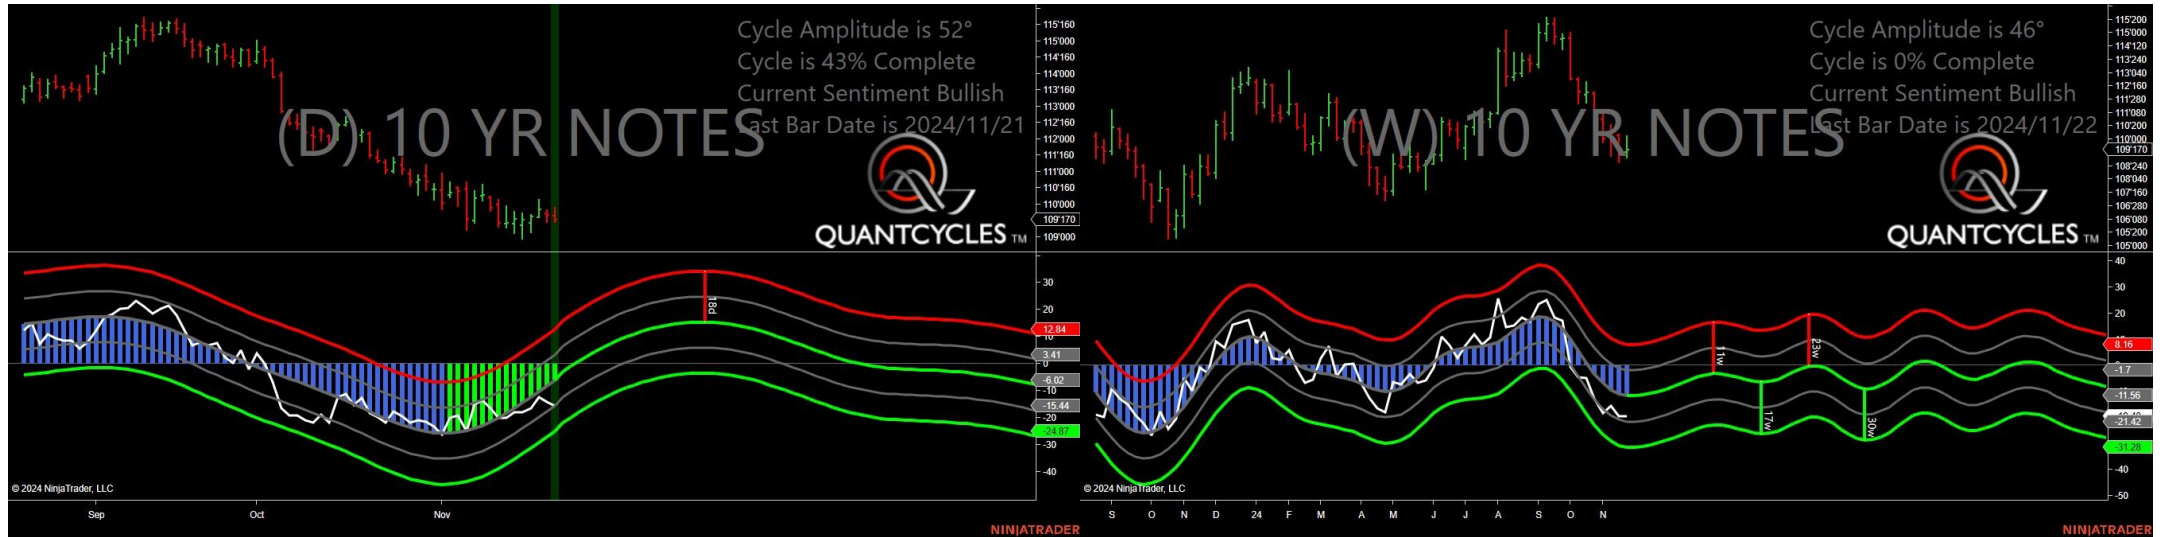 Cycle Amplitude is 52°
Cycle is 43% Complete
Current Sentiment Bullish
Last Bar Date is 2024/11/21
(D) 10 YR NOTES
QUANTCYCLES TM
115'160
115'000
114'160
114'000
113'160
113'000
112'160
112'000
111'160
111'000
110'160
110'000
109'170
109'000
30
20
12.84
10
3.41
0
-6.02
-10
-15.44
-20
-24.87
-30
-40
18d
© 2024 NinjaTrader, LLC
Sep Oct Nov
NINJATRADER
Cycle Amplitude is 46°
Cycle is 0% Complete
Current Sentiment Bullish
Last Bar Date is 2024/11/22
(W) 10 YR NOTES
QUANTCYCLES TM
115'200
115'000
114'120
113'240
113'040
112'160
111'280
111'080
110'200
110'000
109'170
108'240
108'040
107'160
106'280
106'080
105'200
105'000
40
30
20
8.16
-1.7
-11.56
-21.42
-31.28
-40
-50
11w
23w
17w
30w
© 2024 NinjaTrader, LLC
S O N D 24 F M A M J J A S O N
NINJATRADER